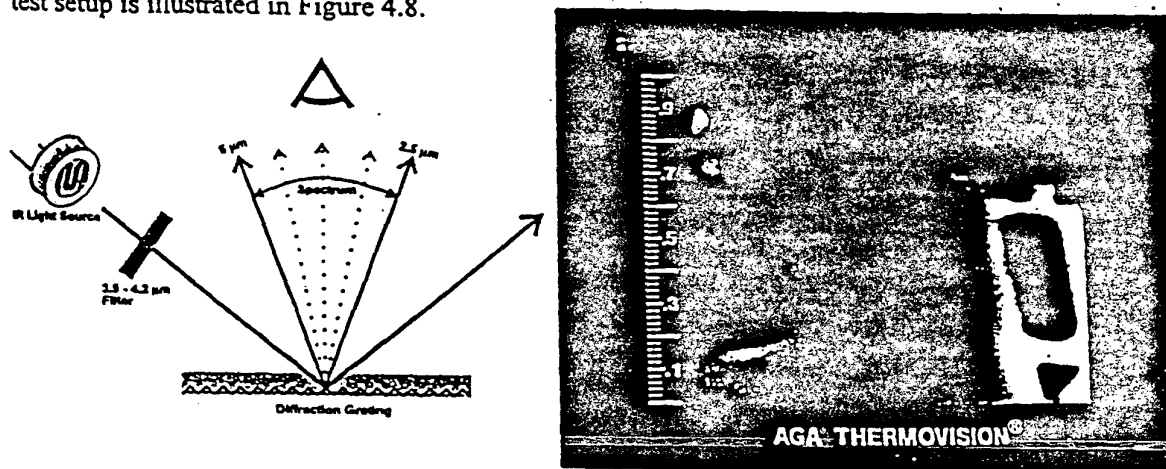 test setup is illustrated in Figure 4.8.
5 μm
2.5 μm
Spectrum
IR Light Source
3.5 - 4.2 μm
Filter
Diffraction Grating
.9
.7
.5
.3
.1
AGA THERMOVISION®